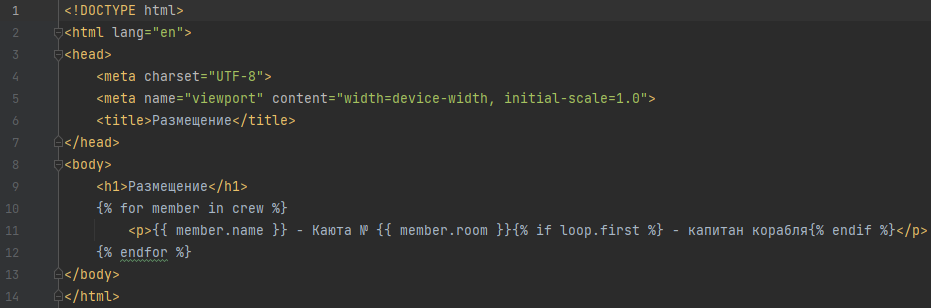 1 <!DOCTYPE html>
2 <html lang="en">
3 <head>
4     <meta charset="UTF-8">
5     <meta name="viewport" content="width=device-width, initial-scale=1.0">
6     <title>Размещение</title>
7 </head>
8 <body>
9     <h1>Размещение</h1>
10     {% for member in crew %}
11         <p>{{ member.name }} - Каюта № {{ member.room }}{% if loop.first %} - капитан корабля{% endif %}</p>
12     {% endfor %}
13 </body>
14 </html>